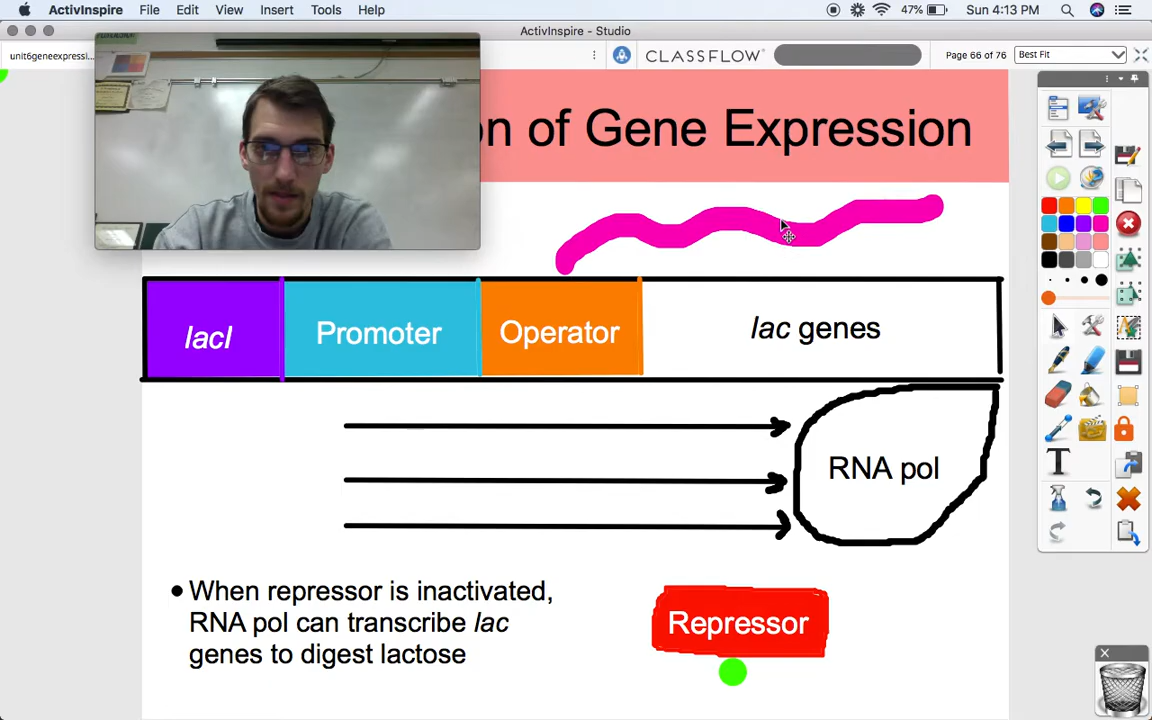 ActivInspire File Edit View Insert Tools Help 47% Sun 4:13 PM
ActivInspire - Studio
unit6geneexpressi... CLASSFLOW Page 66 of 76 Best Fit
on of Gene Expression
lacI Promoter Operator lac genes
RNA pol
• When repressor is inactivated,
RNA pol can transcribe lac
genes to digest lactose
Repressor